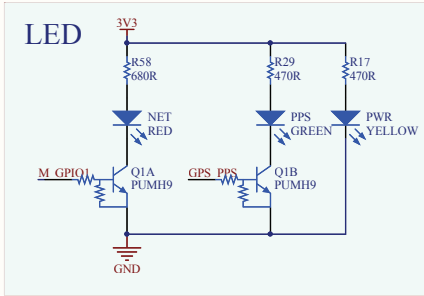 LED
3V3
R58
680R
R29
470R
R17
470R
NET
RED
PPS
GREEN
PWR
YELLOW
M_GPIO1
Q1A
PUMH9
GPS_PPS
Q1B
PUMH9
GND